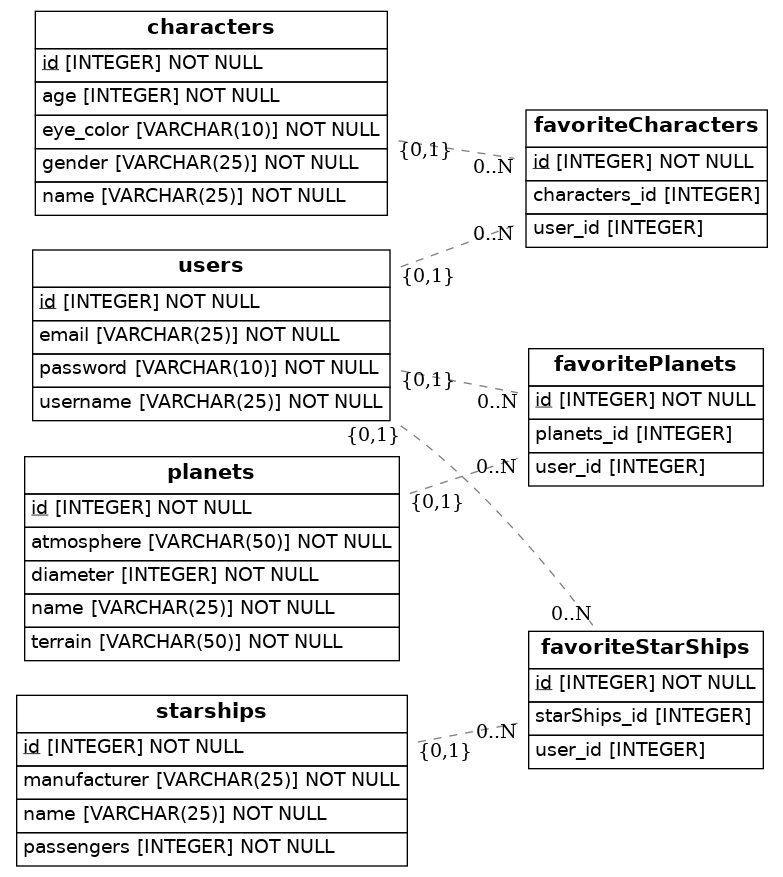 characters
id [INTEGER] NOT NULL
age [INTEGER] NOT NULL
eye_color [VARCHAR(10)] NOT NULL
gender [VARCHAR(25)] NOT NULL
name [VARCHAR(25)] NOT NULL
{0,1}
0..N
favoriteCharacters
id [INTEGER] NOT NULL
characters_id [INTEGER]
user_id [INTEGER]
users
id [INTEGER] NOT NULL
email [VARCHAR(25)] NOT NULL
password [VARCHAR(10)] NOT NULL
username [VARCHAR(25)] NOT NULL
{0,1}
0..N
{0,1}
0..N
{0,1}
0..N
favoritePlanets
id [INTEGER] NOT NULL
planets_id [INTEGER]
user_id [INTEGER]
planets
id [INTEGER] NOT NULL
atmosphere [VARCHAR(50)] NOT NULL
diameter [INTEGER] NOT NULL
name [VARCHAR(25)] NOT NULL
terrain [VARCHAR(50)] NOT NULL
{0,1}
0..N
favoriteStarShips
id [INTEGER] NOT NULL
starShips_id [INTEGER]
user_id [INTEGER]
starships
id [INTEGER] NOT NULL
manufacturer [VARCHAR(25)] NOT NULL
name [VARCHAR(25)] NOT NULL
passengers [INTEGER] NOT NULL
{0,1}
0..N